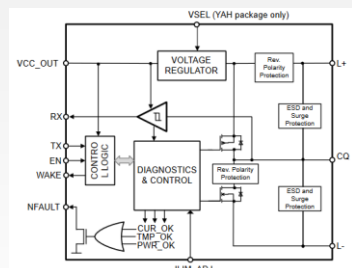 VSEL (YAH package only)
VCC_OUT
VOLTAGE
REGULATOR
Rev.
Polarity
Protection
L+
RX
ESD and
Surge
Protection
TX
EN
WAKE
CONTRO
L LOGIC
DIAGNOSTICS
& CONTROL
Rev. Polarity
Protection
CQ
NFAULT
ESD and
Surge
Protection
CUR_OK
TMP_OK
PWR_OK
L-